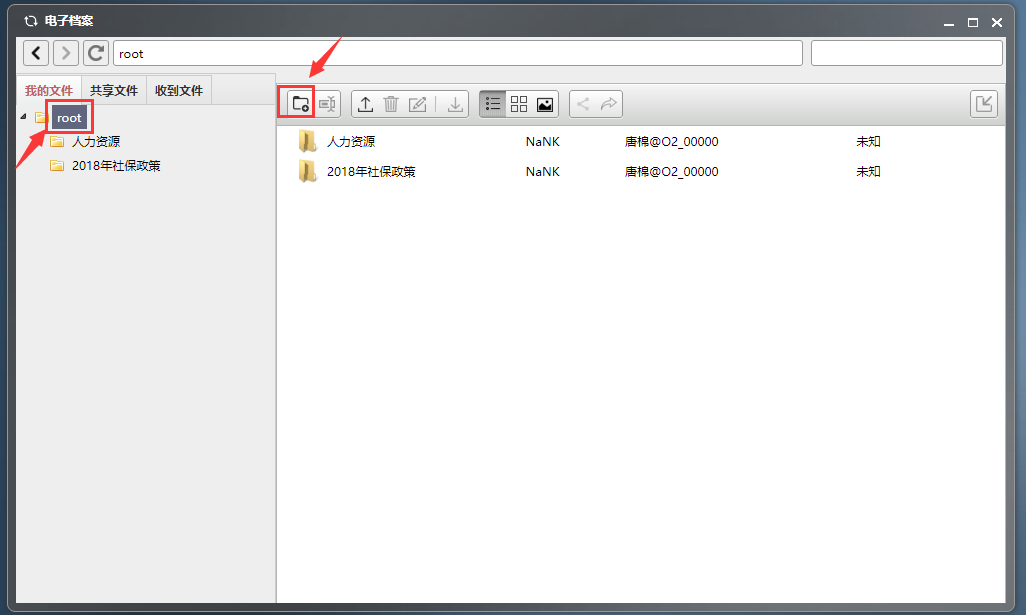 电子档案
root
我的文件 共享文件 收到文件
root
人力资源
2018年社保政策
人力资源 NaNK 唐棉@O2_00000 未知
2018年社保政策 NaNK 唐棉@O2_00000 未知